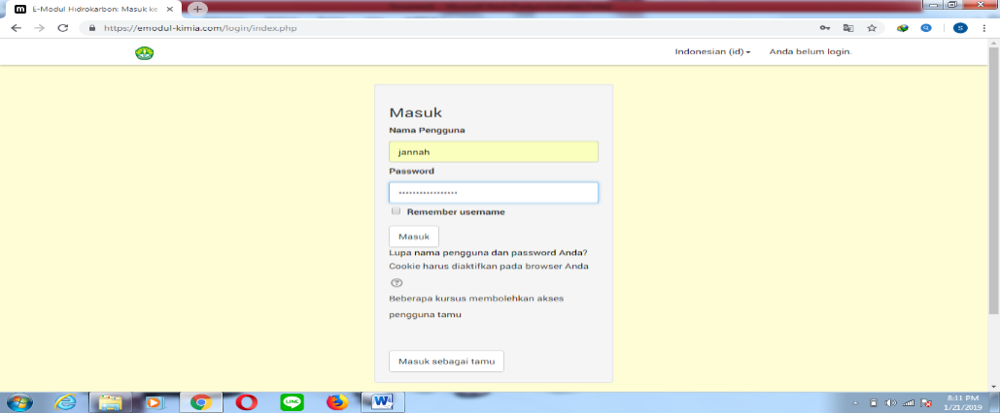 E-Modul Hidrokarbon: Masuk ke
https://emodul-kimia.com/login/index.php
S
Indonesian (id)
Anda belum login.
Masuk
Nama Pengguna
jannah
Password
Remember username
Masuk
Lupa nama pengguna dan password Anda?
Cookie harus diaktifkan pada browser Anda
Beberapa kursus membolehkan akses
pengguna tamu
Masuk sebagai tamu
LINE
W
8:11 PM
1/21/2019